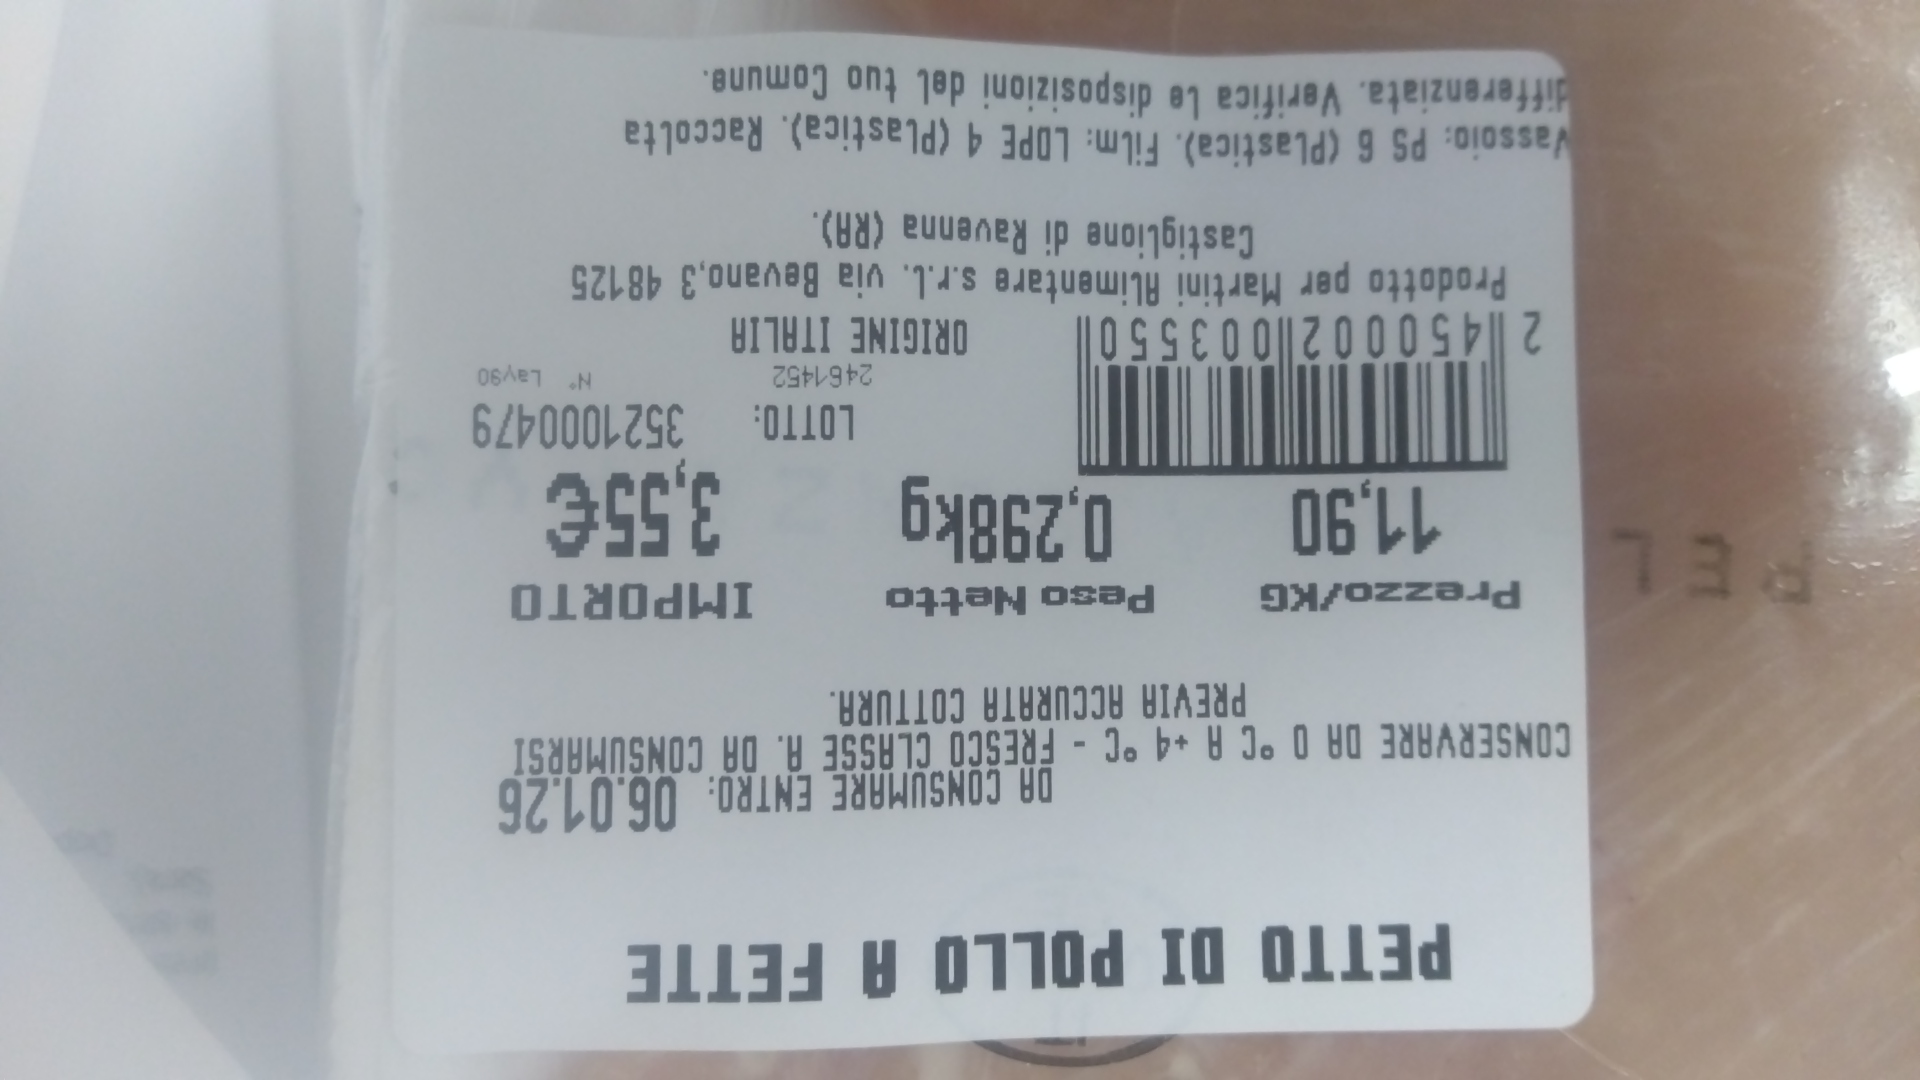 PETTO DI POLLO A FETTE
DA CONSUMARE ENTRO: 06.01.26
CONSERVARE DA 0 °C A +4 °C - FRESCO CLASSE A. DA CONSUMARSI
PREVIA ACCURATA COTTURA.
Prezzo/KG Peso Netto IMPORTO
11,90 0,298kg 3,55€
LOTTO: 3521000479
2461452 N° Lay90
2 450002 003550
ORIGINE ITALIA
Prodotto per Martini Alimentare s.r.l. via Bevano,3 48125
Castiglione di Ravenna (RA).
Vassoio: PS 6 (Plastica). Film: LDPE 4 (Plastica). Raccolta
differenziata. Verifica le disposizioni del tuo Comune.
IT